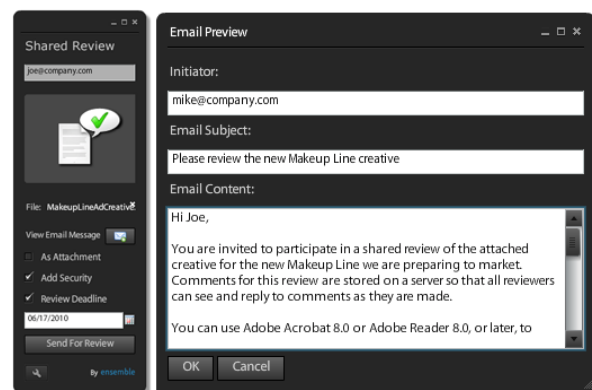 Shared Review
joe@company.com
File: MakeupLineAdCreative
View Email Message
As Attachment
Add Security
Review Deadline
06/17/2010
Send For Review
By ensemble
Email Preview
Initiator:
mike@company.com
Email Subject:
Please review the new Makeup Line creative
Email Content:
Hi Joe,
You are invited to participate in a shared review of the attached
creative for the new Makeup Line we are preparing to market.
Comments for this review are stored on a server so that all reviewers
can see and reply to comments as they are made.
You can use Adobe Acrobat 8.0 or Adobe Reader 8.0, or later, to
OK Cancel